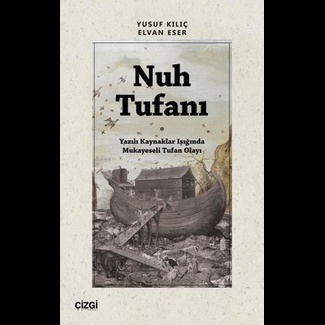 YUSUF KILIÇ
ELVAN ESER
Nuh
Tufanı
Yazılı Kaynaklar Işığında
Mukayeseli Tufan Olayı
ÇİZGİ